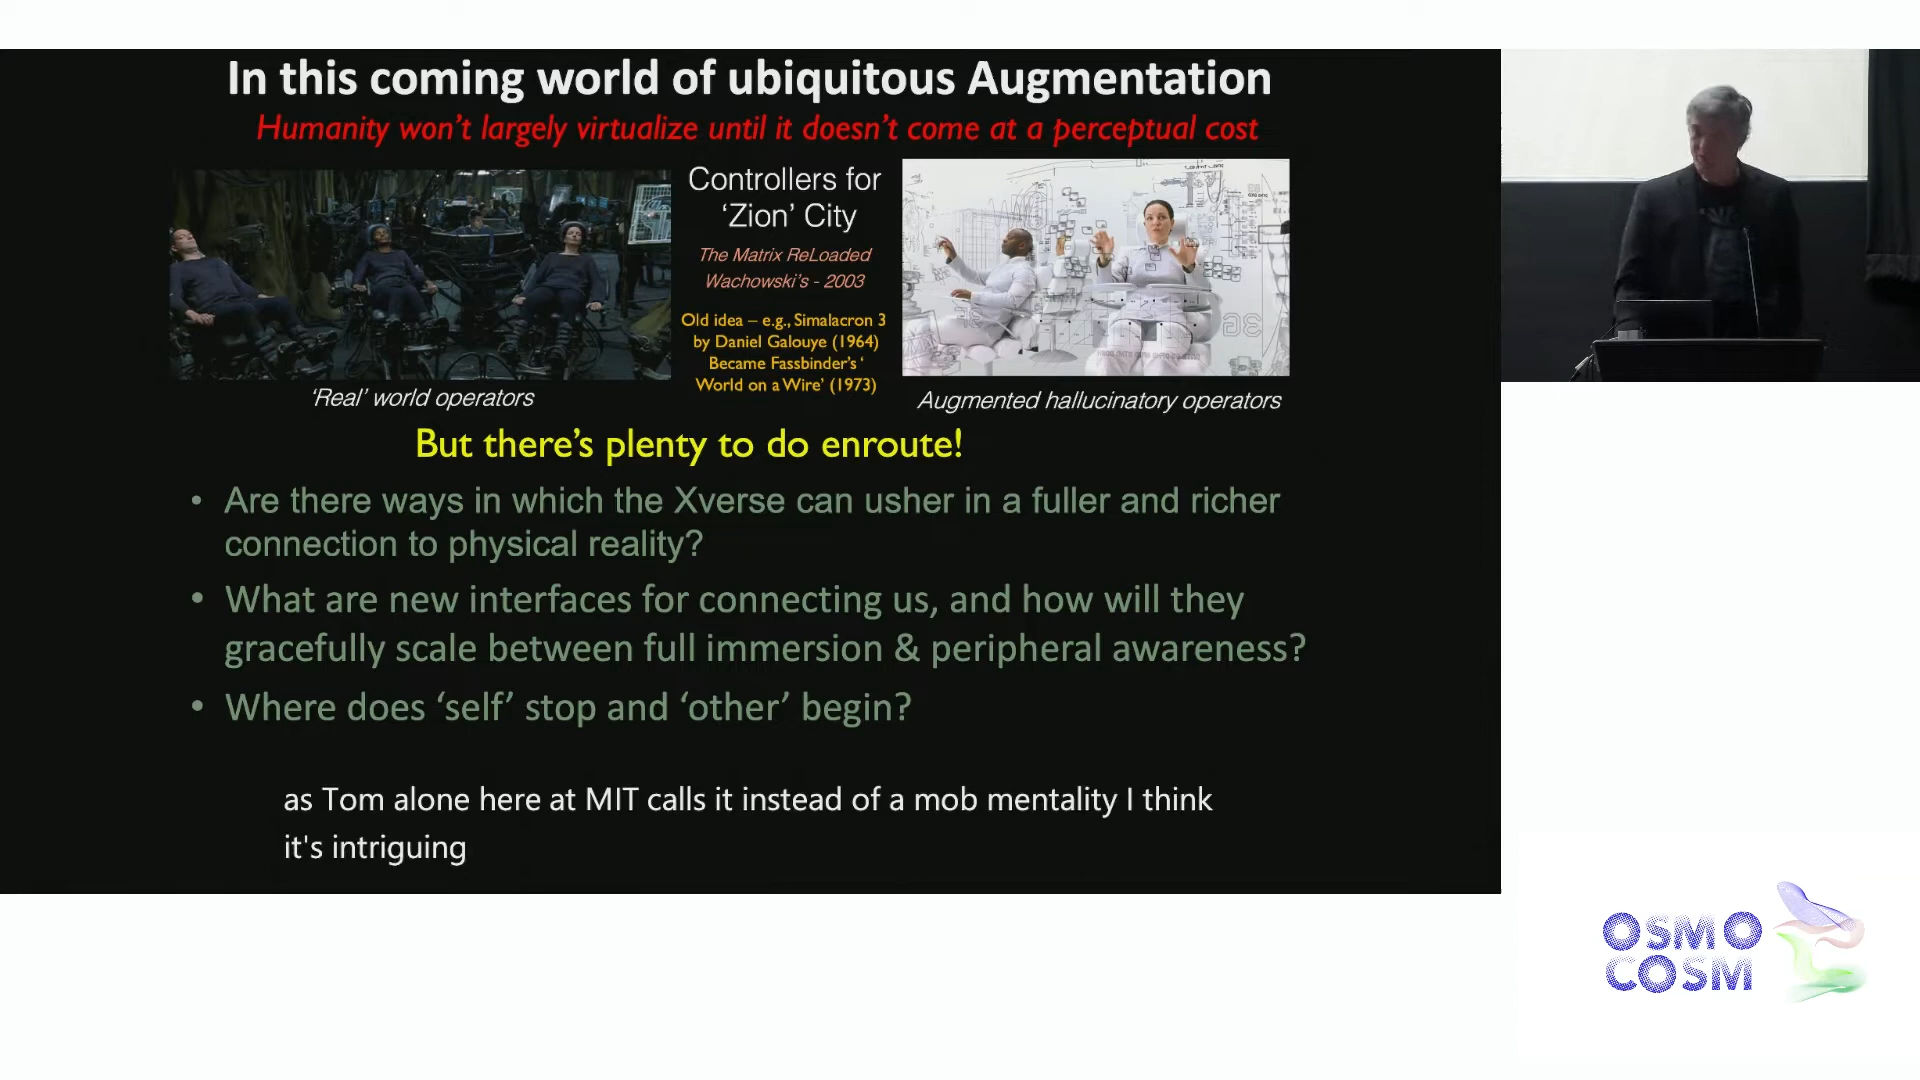 In this coming world of ubiquitous Augmentation
Humanity won't largely virtualize until it doesn't come at a perceptual cost
Controllers for
'Zion' City
The Matrix ReLoaded
Wachowski's - 2003
Old idea – e.g., Simalacron 3
by Daniel Galouye (1964)
Became Fassbinder's '
World on a Wire' (1973)
'Real' world operators
Augmented hallucinatory operators
But there's plenty to do enroute!
• Are there ways in which the Xverse can usher in a fuller and richer
connection to physical reality?
• What are new interfaces for connecting us, and how will they
gracefully scale between full immersion & peripheral awareness?
• Where does 'self' stop and 'other' begin?
as Tom alone here at MIT calls it instead of a mob mentality I think
it's intriguing
OSMO
COSM